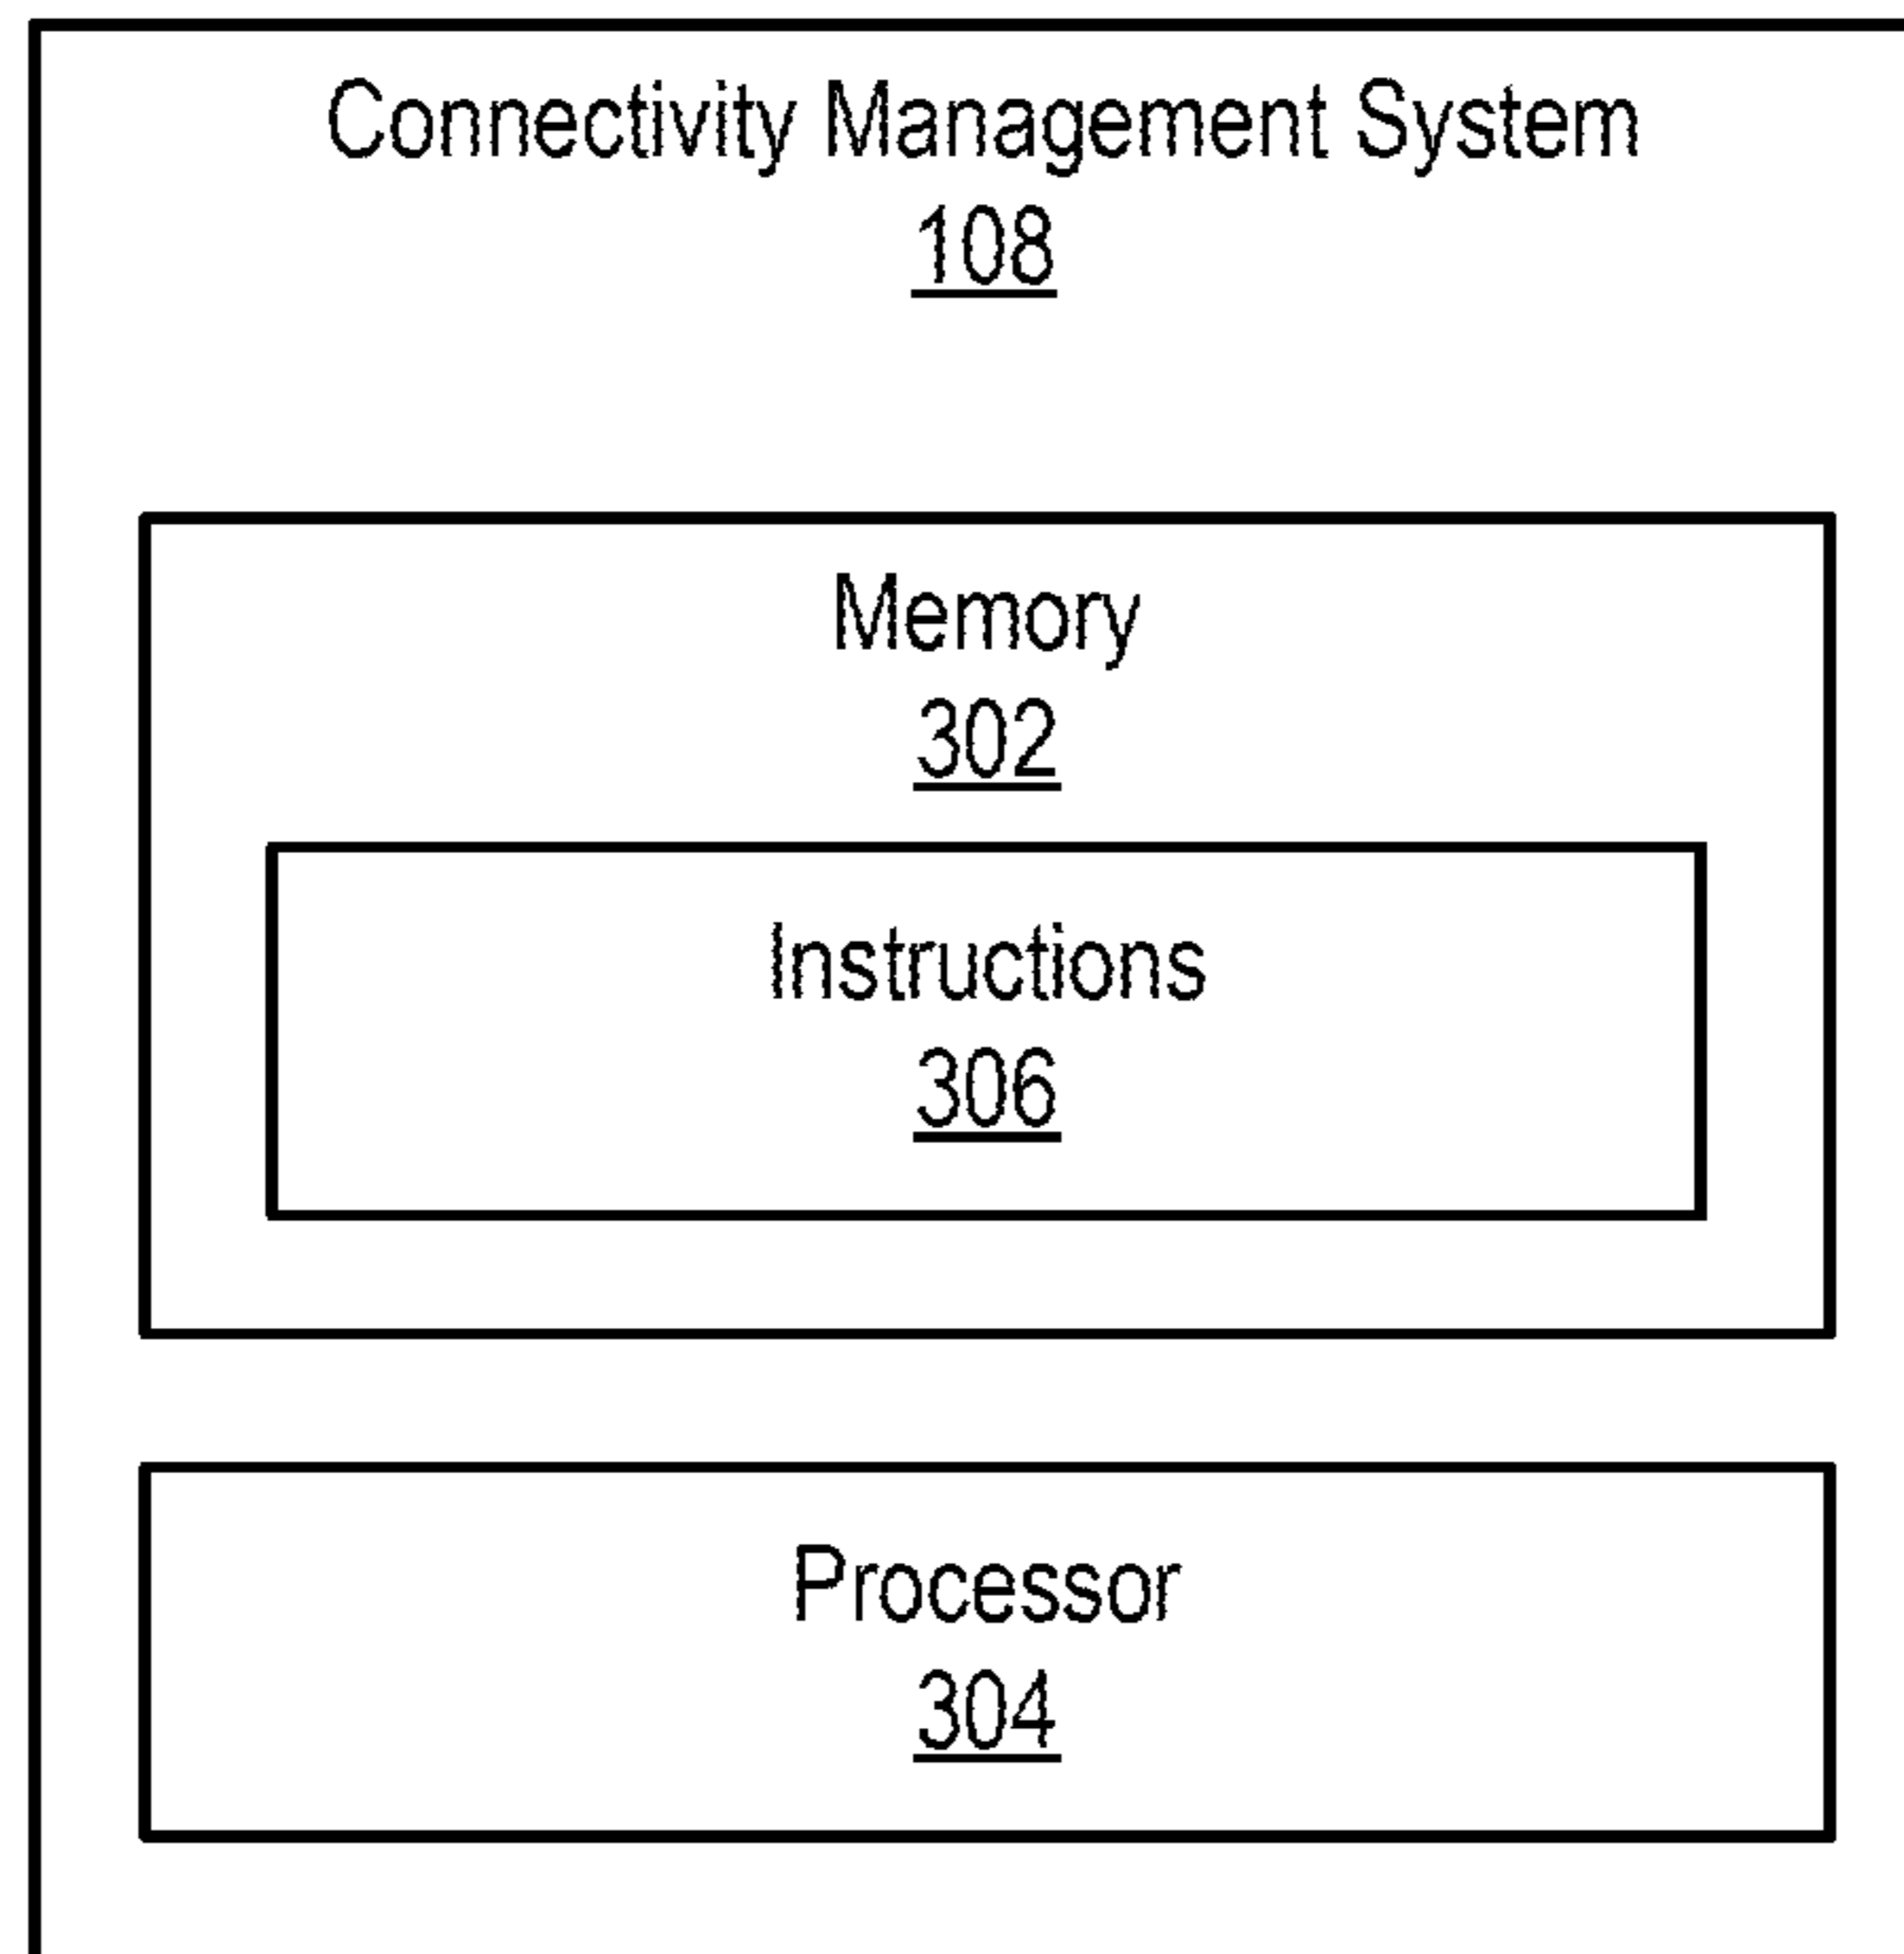 Connectivity Management System
108
Memory
302
Instructions
306
Processor
304